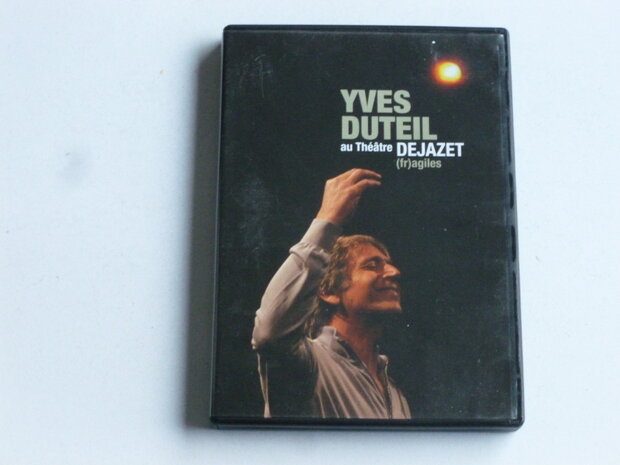 YVES
DUTEIL
au Théâtre DEJAZET
(fr)agiles